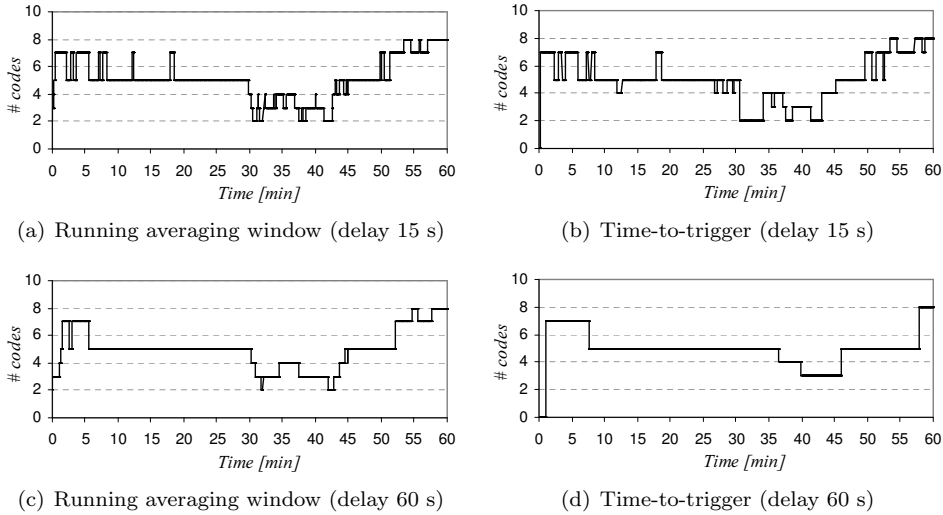 10
8
6
4
2
0
# codes
0 5 10 15 20 25 30 35 40 45 50 55 60
Time [min]
(a) Running averaging window (delay 15 s)
10
8
6
4
2
0
# codes
0 5 10 15 20 25 30 35 40 45 50 55 60
Time [min]
(b) Time-to-trigger (delay 15 s)
10
8
6
4
2
0
# codes
0 5 10 15 20 25 30 35 40 45 50 55 60
Time [min]
(c) Running averaging window (delay 60 s)
10
8
6
4
2
0
# codes
0 5 10 15 20 25 30 35 40 45 50 55 60
Time [min]
(d) Time-to-trigger (delay 60 s)